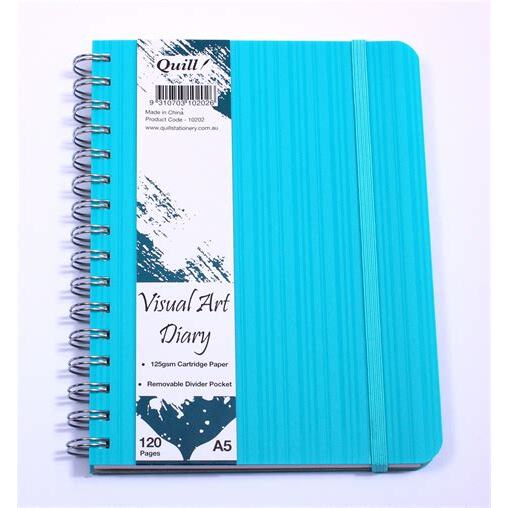 Quill
9 310703 102026
Made in China
Product Code - 10202
www.quillstationery.com.au
Visual Art
Diary
• 125gsm Cartridge Paper
• Removable Divider Pocket
120
Pages
A5